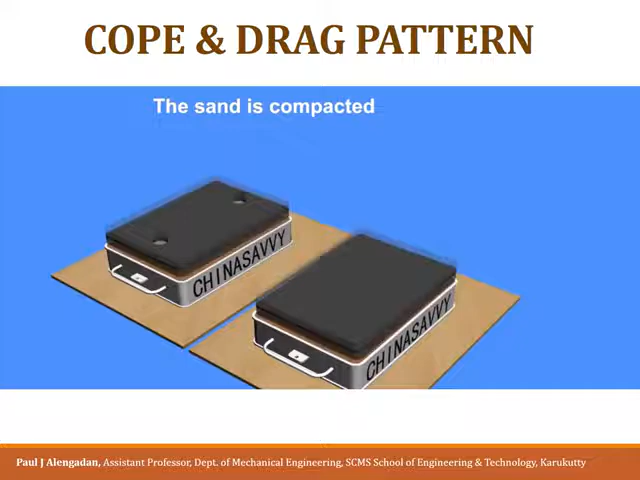 COPE & DRAG PATTERN
The sand is compacted
CHINASAVVY
CHINASAVVY
Paul J Alengadan, Assistant Professor, Dept. of Mechanical Engineering, SCMS School of Engineering & Technology, Karukutty